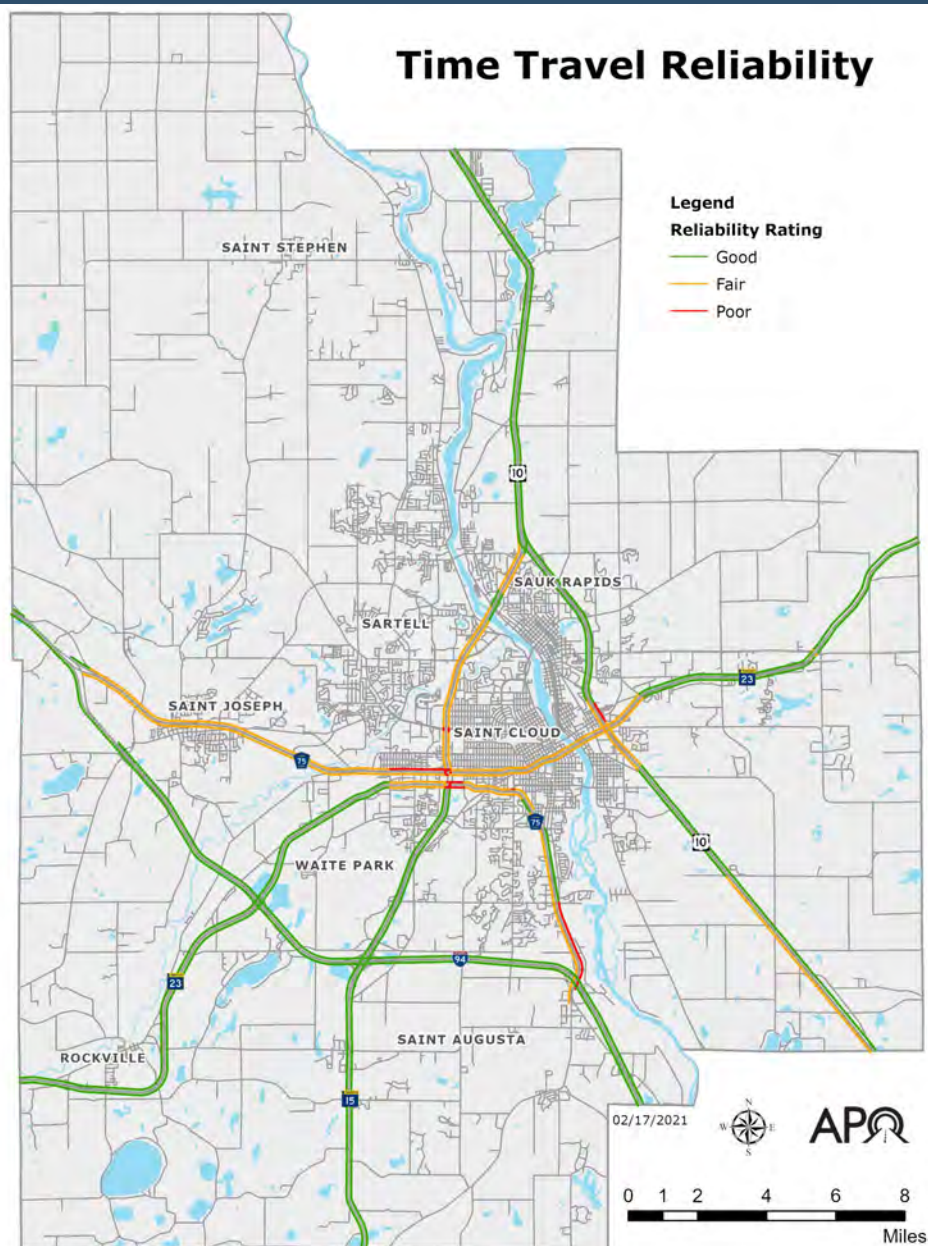 Time Travel Reliability
Legend
Reliability Rating
Good
Fair
Poor
SAINT STEPHEN
10
SAUK RAPIDS
SARTELL
23
SAINT JOSEPH
SAINT CLOUD
75
75
10
WAITE PARK
94
23
SAINT AUGUSTA
ROCKVILLE
15
02/17/2021
N
W E
S
APO
0 1 2 4 6 8
Miles